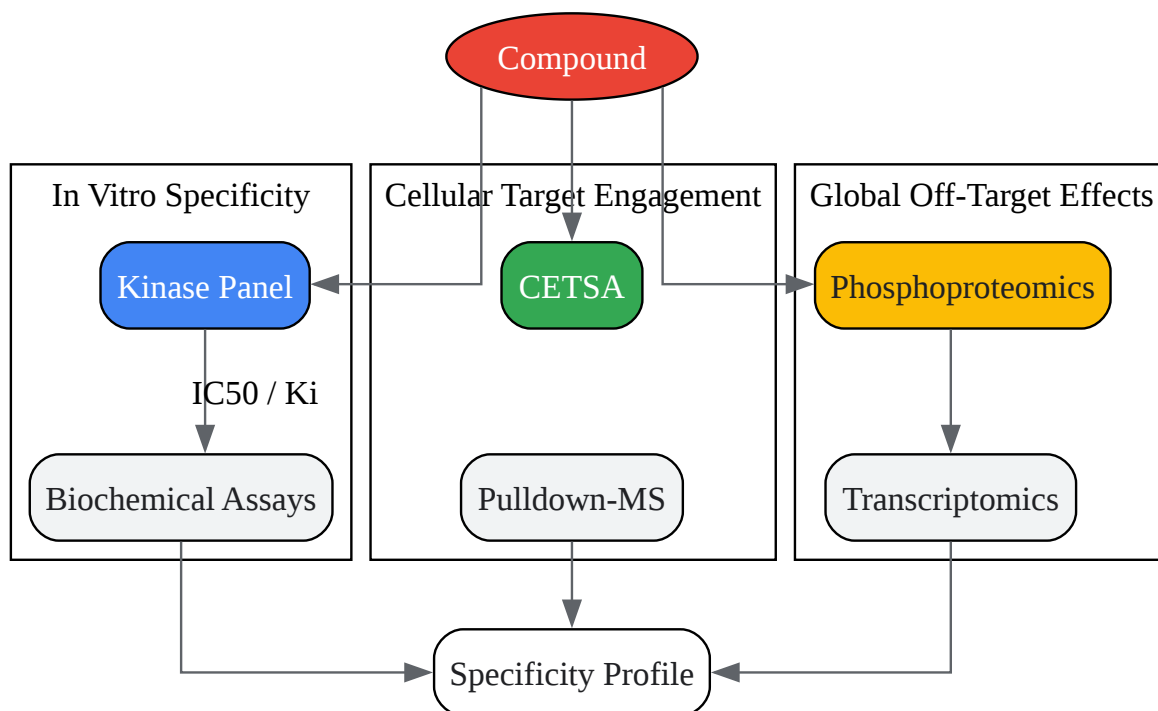 Compound
In Vitro Specificity
Cellular Target Engagement
Global Off-Target Effects
Kinase Panel
CETSA
Phosphoproteomics
IC50 / Ki
Biochemical Assays
Pulldown-MS
Transcriptomics
Specificity Profile